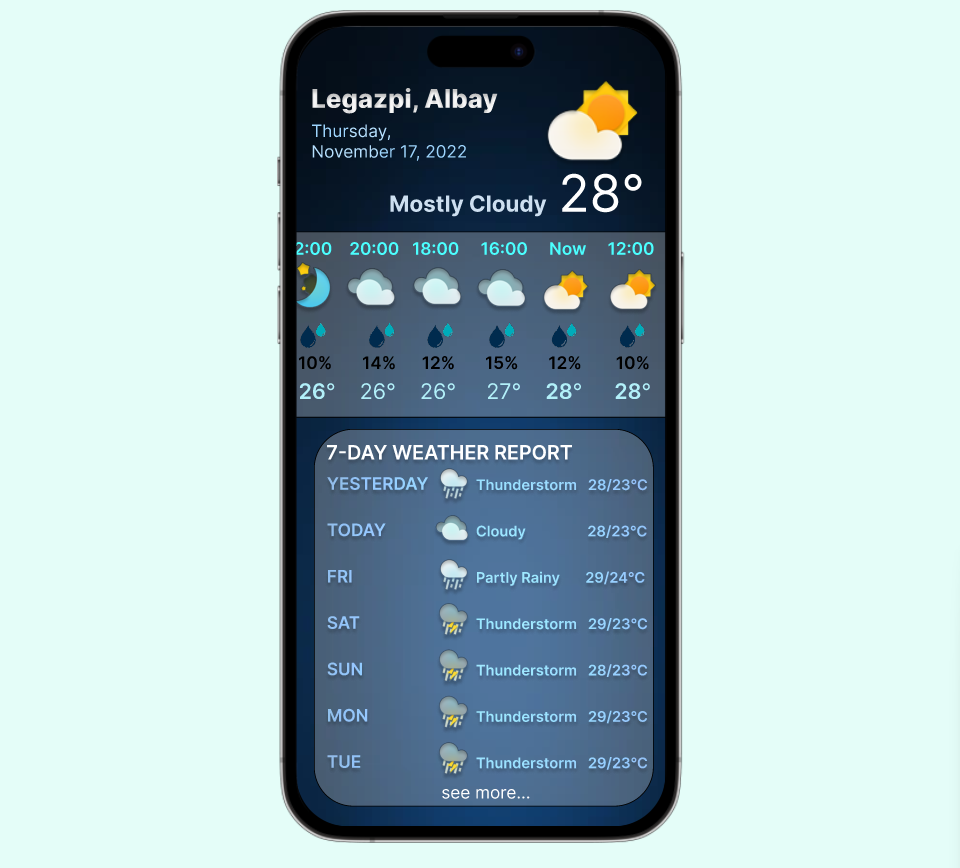 Legazpi, Albay
Thursday,
November 17, 2022
Mostly Cloudy 28°
2:00 20:00 18:00 16:00 Now 12:00
10% 14% 12% 15% 12% 10%
26° 26° 26° 27° 28° 28°
7-DAY WEATHER REPORT
YESTERDAY Thunderstorm 28/23°C
TODAY Cloudy 28/23°C
FRI Partly Rainy 29/24°C
SAT Thunderstorm 29/23°C
SUN Thunderstorm 28/23°C
MON Thunderstorm 29/23°C
TUE Thunderstorm 29/23°C
see more...